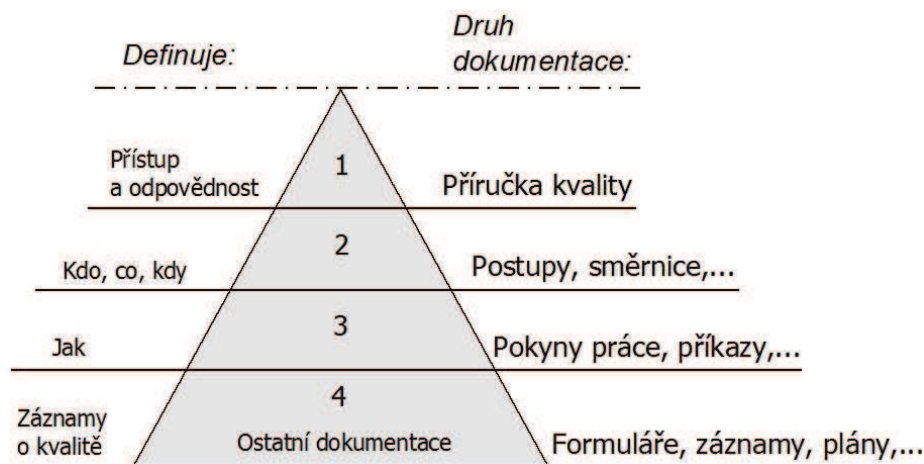 Definuje:
Druh
dokumentace:
Přístup
a odpovědnost
1
Příručka kvality
Kdo, co, kdy
2
Postupy, směrnice,...
Jak
3
Pokyny práce, příkazy,...
Záznamy
o kvalitě
4
Ostatní dokumentace
Formuláře, záznamy, plány,...